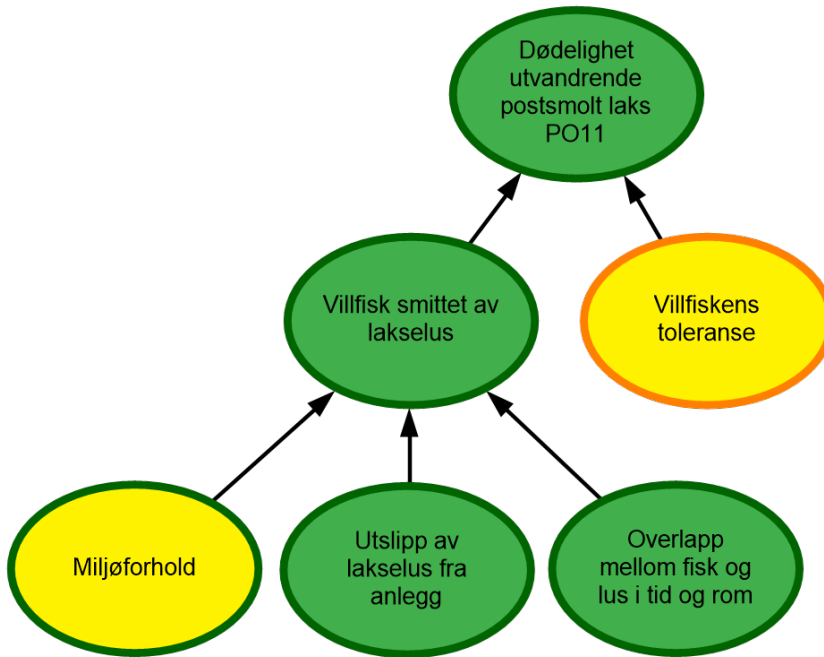 Dødelighet
utvandrende
postsmolt laks
PO11
Villfisk smittet av
lakselus
Villfiskens
toleranse
Miljøforhold
Utslipp av
lakselus fra
anlegg
Overlapp
mellom fisk og
lus i tid og rom